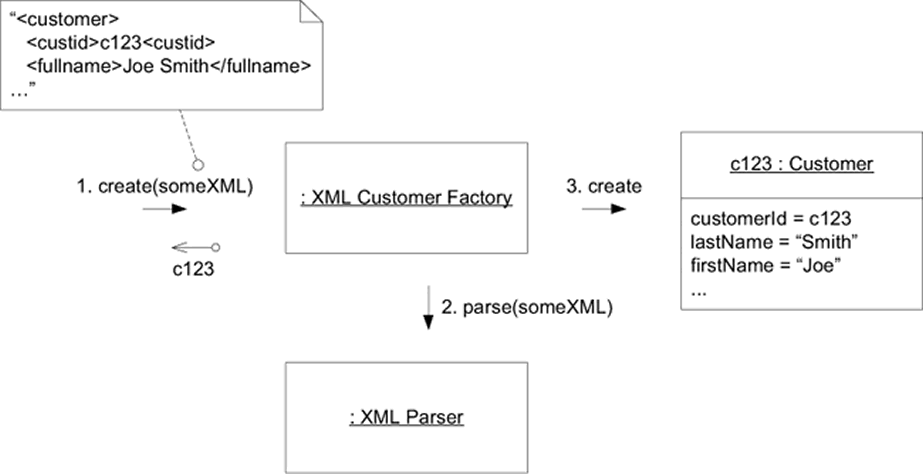 “<customer>
<custid>c123<custid>
<fullname>Joe Smith</fullname>
…”
1. create(someXML)
c123
: XML Customer Factory
3. create
c123 : Customer
customerId = c123
lastName = “Smith”
firstName = “Joe”
...
2. parse(someXML)
: XML Parser